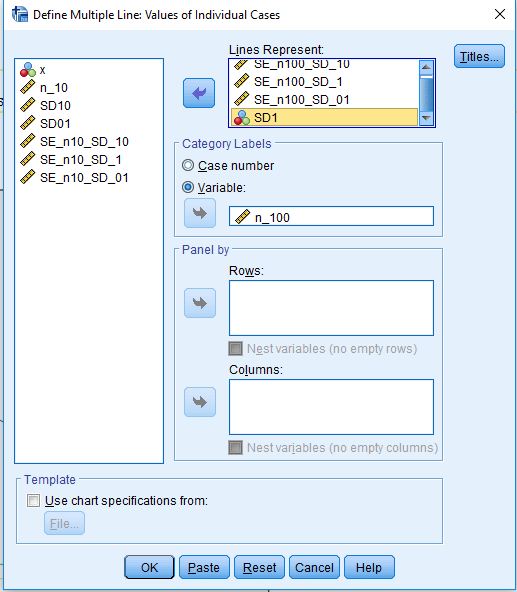 Define Multiple Line: Values of Individual Cases
x
n_10
SD10
SD01
SE_n10_SD_10
SE_n10_SD_1
SE_n10_SD_01
Lines Represent:
SE_n100_SD_10
SE_n100_SD_1
SE_n100_SD_01
SD1
Titles...
Category Labels
Case number
Variable:
n_100
Panel by
Rows:
Nest variables (no empty rows)
Columns:
Nest variables (no empty columns)
Template
Use chart specifications from:
File...
OK
Paste
Reset
Cancel
Help